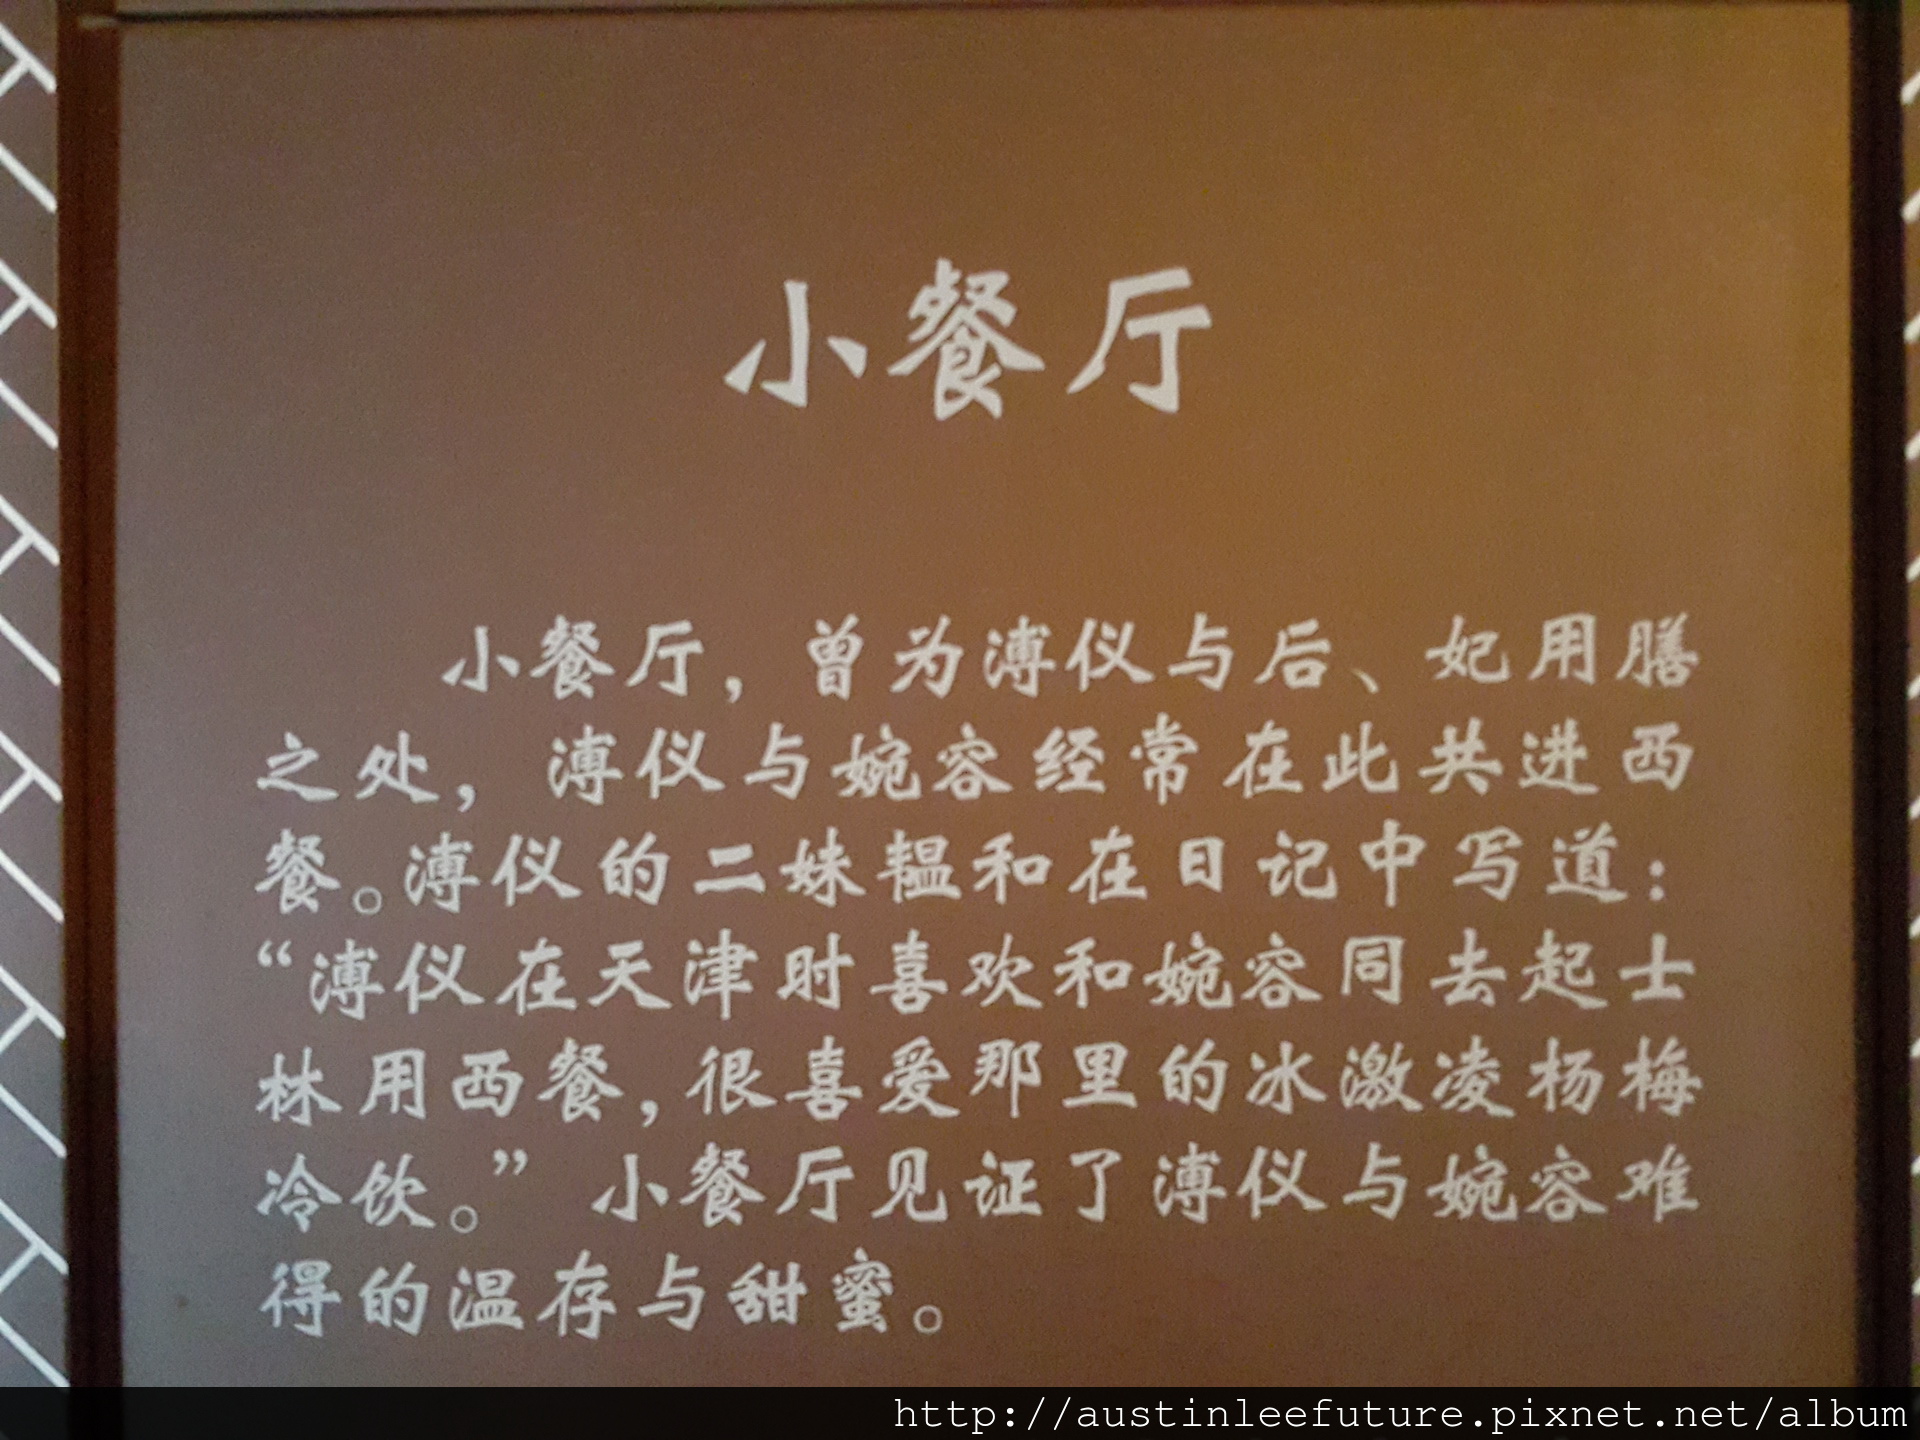 小餐厅
小餐厅，曾为溥仪与后、妃用膳
之处，溥仪与婉容经常在此共进西
餐。溥仪的二妹韫和在日记中写道：
“溥仪在天津时喜欢和婉容同去起士
林用西餐，很喜爱那里的冰激凌杨梅
冷饮。”小餐厅见证了溥仪与婉容难
得的温存与甜蜜。
http://austinleefuture.pixnet.net/album